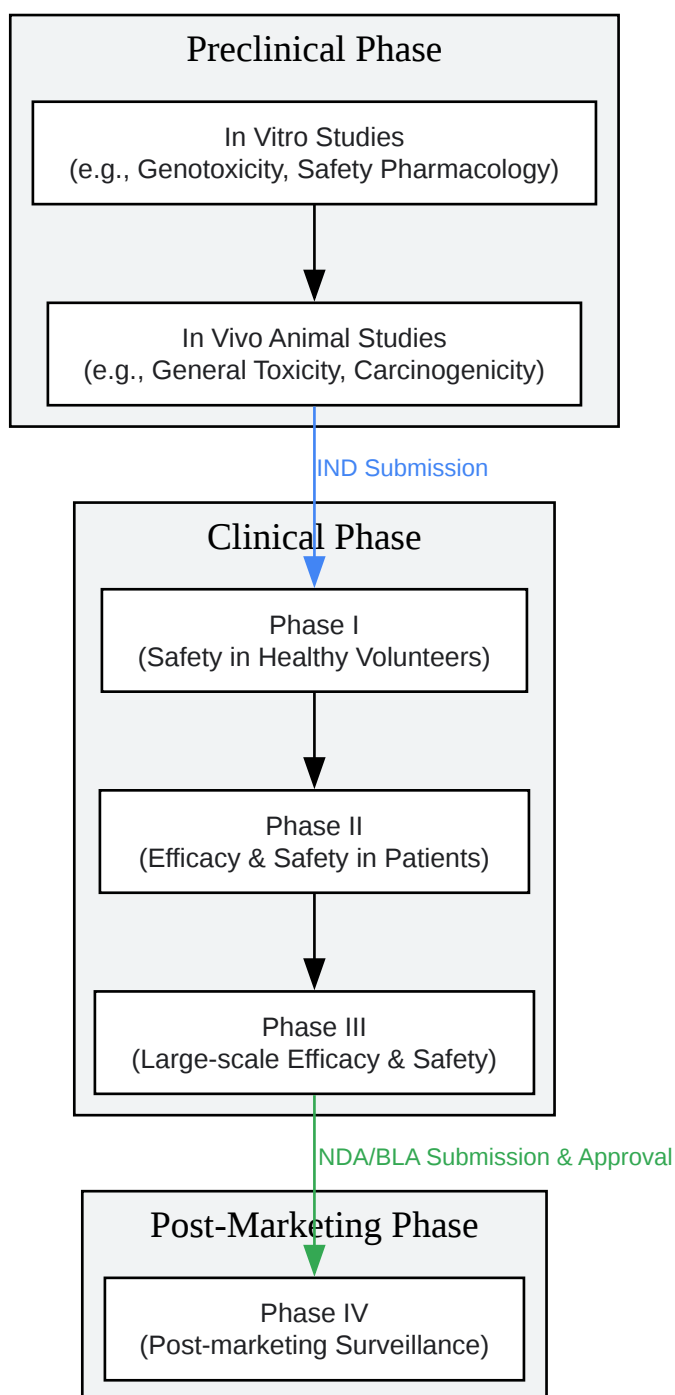 Preclinical Phase
In Vitro Studies
(e.g., Genotoxicity, Safety Pharmacology)
In Vivo Animal Studies
(e.g., General Toxicity, Carcinogenicity)
IND Submission
Clinical Phase
Phase I
(Safety in Healthy Volunteers)
Phase II
(Efficacy & Safety in Patients)
Phase III
(Large-scale Efficacy & Safety)
NDA/BLA Submission & Approval
Post-Marketing Phase
Phase IV
(Post-marketing Surveillance)